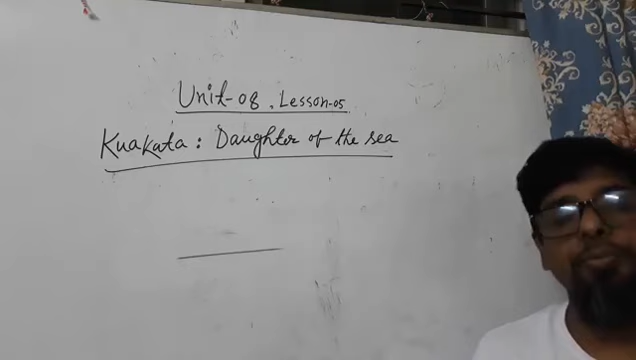 Unit-08, Lesson-05
Kuakata: Daughter of the sea